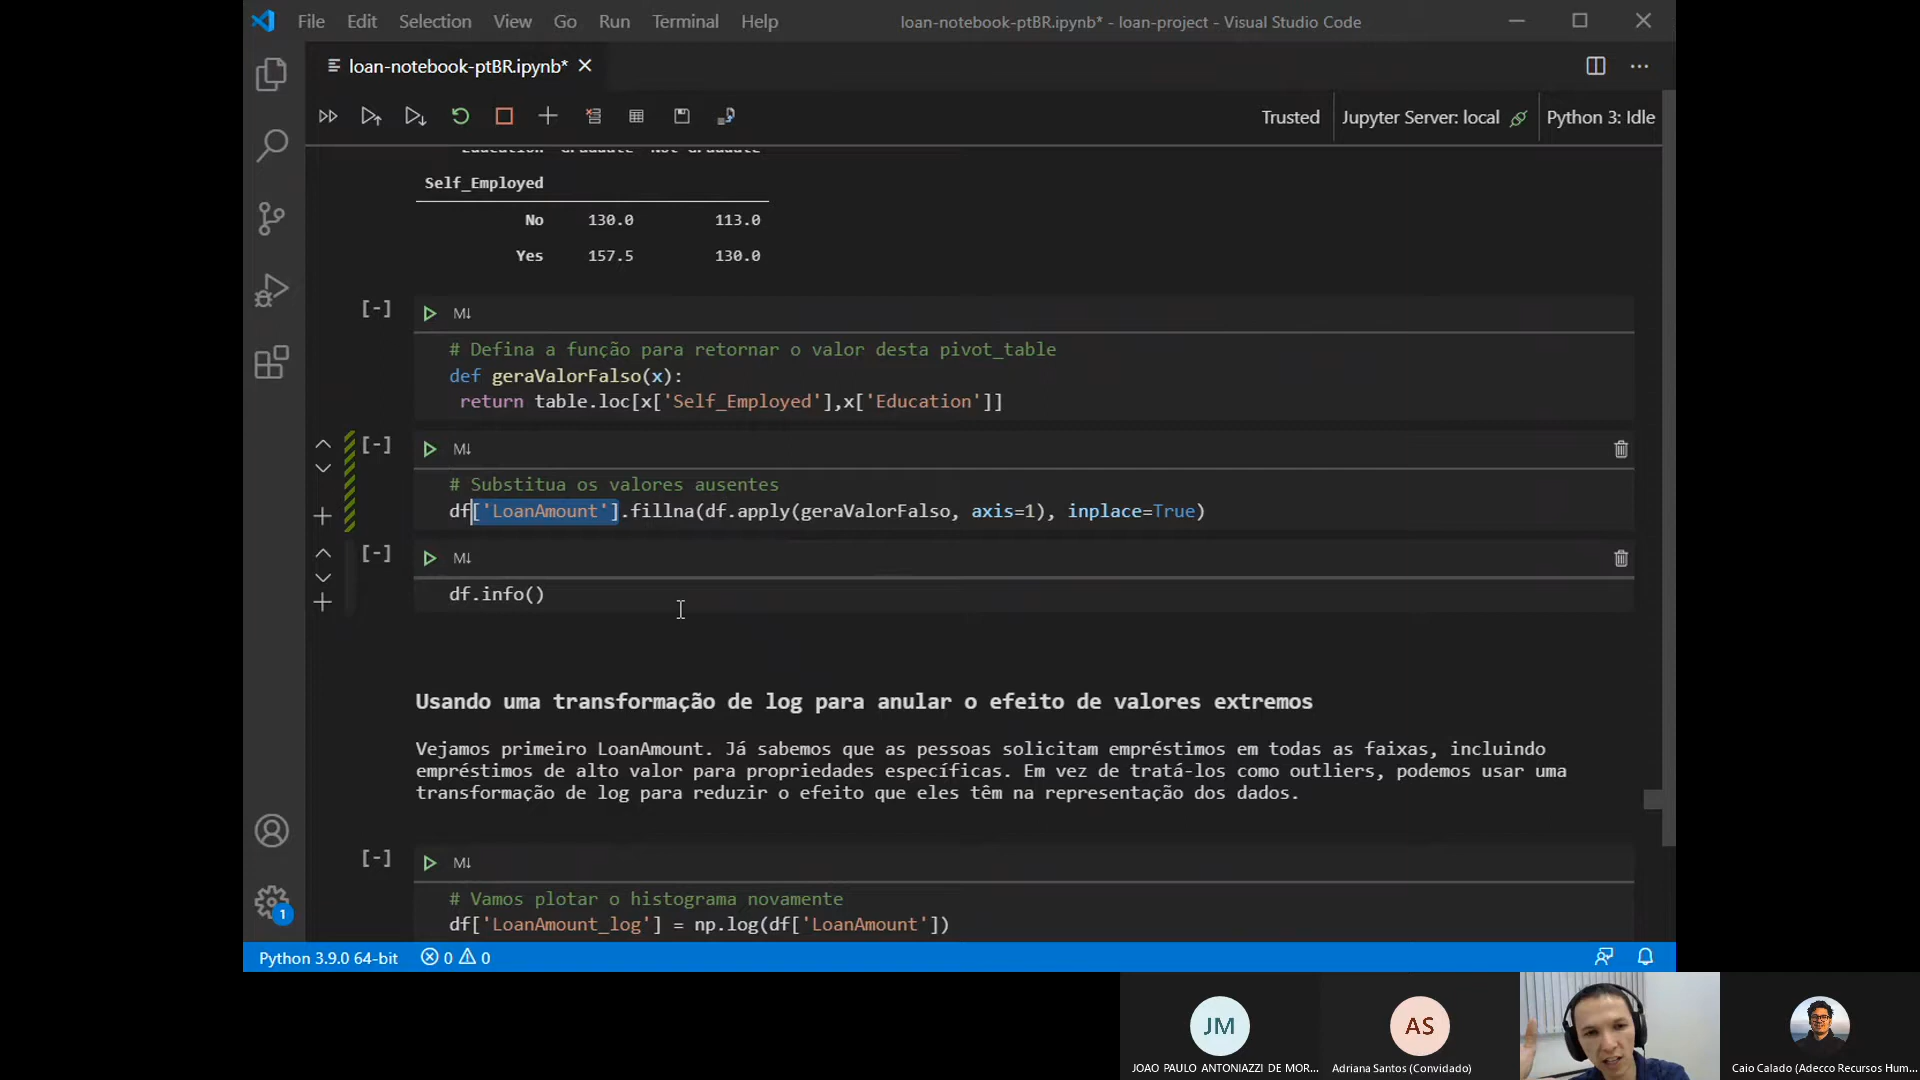 File Edit Selection View Go Run Terminal Help
loan-notebook-ptBR.ipynb* - loan-project - Visual Studio Code
loan-notebook-ptBR.ipynb*
Trusted
Jupyter Server: local
Python 3: Idle
Education Graduate Not Graduate
Self_Employed
No 130.0 113.0
Yes 157.5 130.0
[-]
M↓
# Defina a função para retornar o valor desta pivot_table
def geraValorFalso(x):
return table.loc[x['Self_Employed'],x['Education']]
[-]
M↓
# Substitua os valores ausentes
df['LoanAmount'].fillna(df.apply(geraValorFalso, axis=1), inplace=True)
[-]
M↓
df.info()
Usando uma transformação de log para anular o efeito de valores extremos
Vejamos primeiro LoanAmount. Já sabemos que as pessoas solicitam empréstimos em todas as faixas, incluindo
empréstimos de alto valor para propriedades específicas. Em vez de tratá-los como outliers, podemos usar uma
transformação de log para reduzir o efeito que eles têm na representação dos dados.
[-]
M↓
# Vamos plotar o histograma novamente
df['LoanAmount_log'] = np.log(df['LoanAmount'])
1
Python 3.9.0 64-bit
0
0
JM
AS
JOAO PAULO ANTONIAZZI DE MOR...
Adriana Santos (Convidado)
Caio Calado (Adecco Recursos Hum...